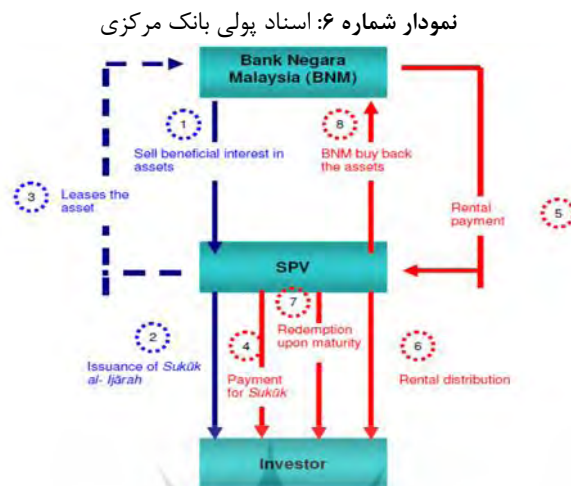 نمودار شماره ۶: اسناد پولی بانک مرکزی
Bank Negara
Malaysia (BNM)
1
Sell beneficial interest in
assets
8
BNM buy back
the assets
3
Leases the
asset
Rental
payment
5
SPV
7
Redemption
upon maturity
2
Issuance of Sukūk
al- Ijārah
4
Payment
for Sukūk
6
Rental distribution
Investor